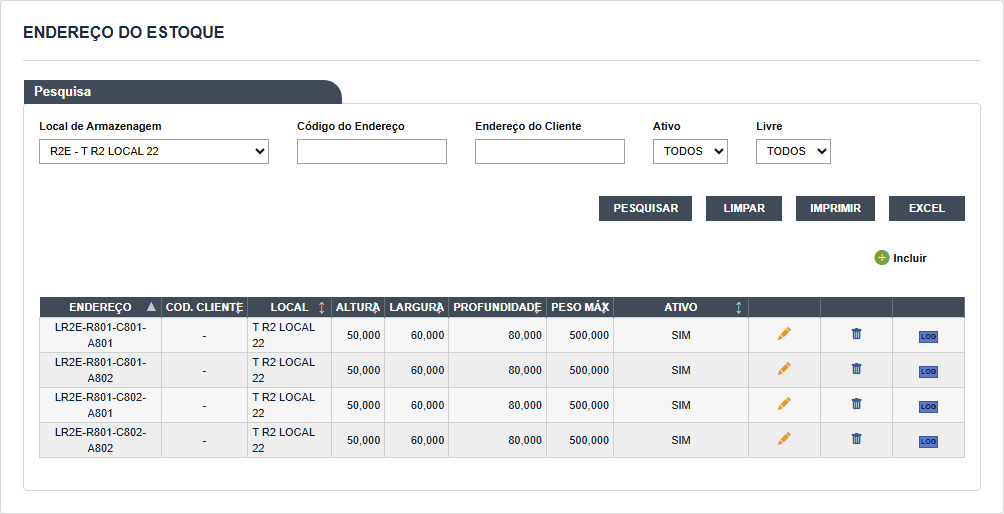 ENDEREÇO DO ESTOQUE
Pesquisa
Local de Armazenagem Código do Endereço Endereço do Cliente Ativo Livre
R2E - T R2 LOCAL 22 TODOS TODOS
PESQUISAR LIMPAR IMPRIMIR EXCEL
Incluir
ENDEREÇO COD. CLIENTE LOCAL ALTURA LARGURA PROFUNDIDADE PESO MÁX ATIVO
LR2E-R801-C801-A801 - T R2 LOCAL 22 50,000 60,000 80,000 500,000 SIM LOG
LR2E-R801-C801-A802 - T R2 LOCAL 22 50,000 60,000 80,000 500,000 SIM LOG
LR2E-R801-C802-A801 - T R2 LOCAL 22 50,000 60,000 80,000 500,000 SIM LOG
LR2E-R801-C802-A802 - T R2 LOCAL 22 50,000 60,000 80,000 500,000 SIM LOG